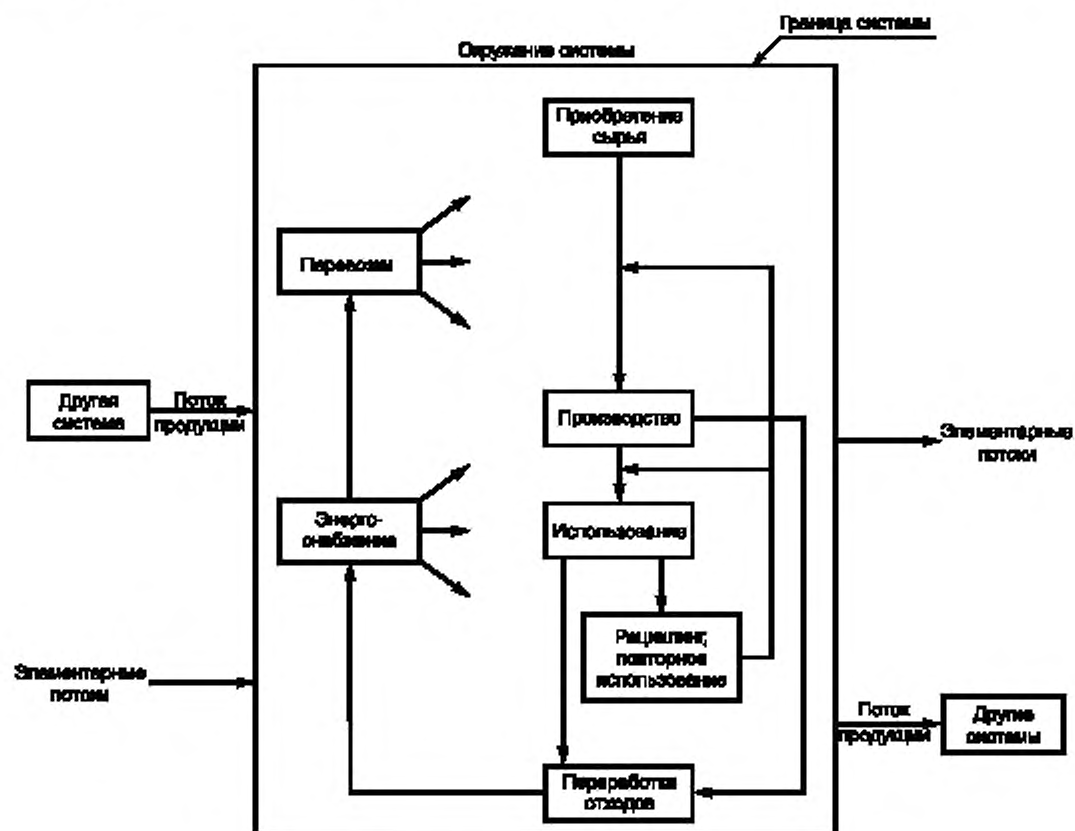 Граница системы
Окружение системы
Приобретение
сырья
Перевозки
Другая
система
Поток
продукции
Производство
Элементарные
потоки
Энерго-
снабжение
Использование
Рециклинг,
повторное
использование
Элементарные
потоки
Поток
продукции
Другие
системы
Переработка
отходов